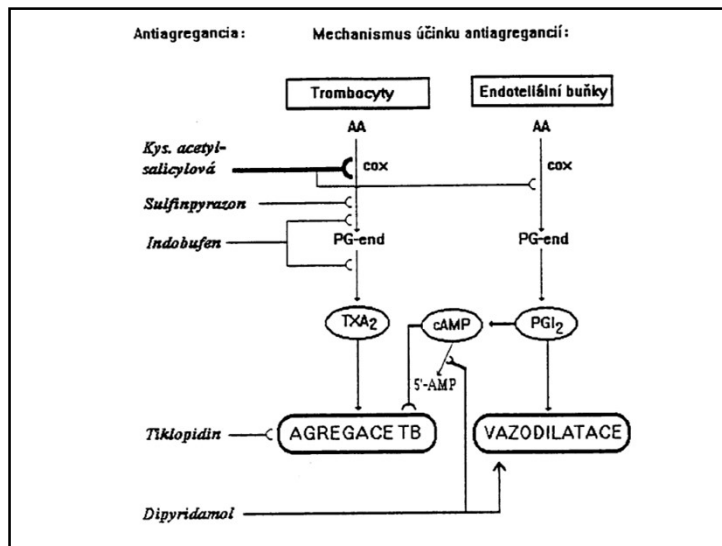 Antiagregancia: Mechanismus účinku antiagregancií:
Trombocyty Endoteliální buňky
AA AA
Kys. acetyl-
salicylová
cox cox
Sulfinpyrazon
Indobufen PG-end PG-end
TXA₂ cAMP PGI₂
5'-AMP
Tiklopidin AGREGACE TB VAZODILATACE
Dipyridamol